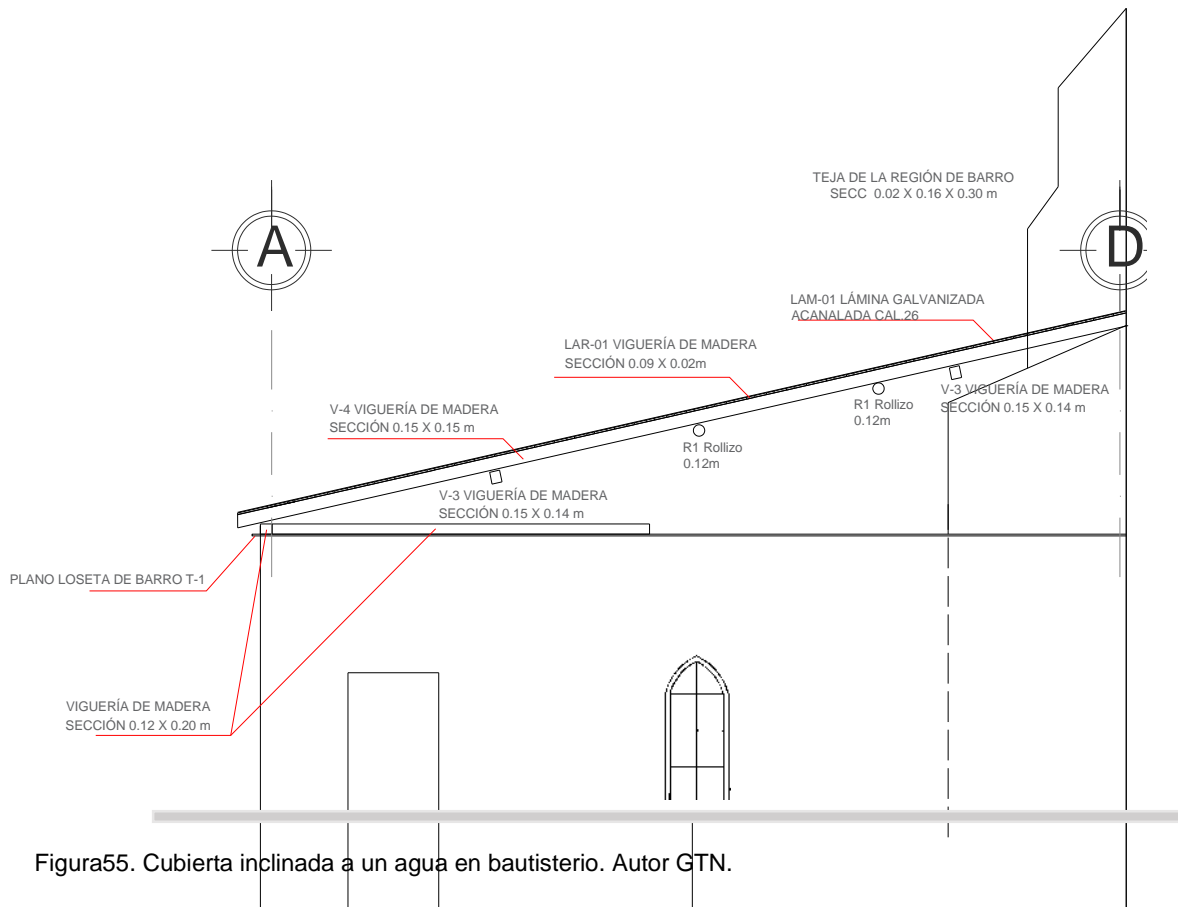 TEJA DE LA REGIÓN DE BARRO
SECC 0.02 X 0.16 X 0.30 m
A
D
LAM-01 LÁMINA GALVANIZADA
ACANALADA CAL.26
LAR-01 VIGUERÍA DE MADERA
SECCIÓN 0.09 X 0.02m
V-4 VIGUERÍA DE MADERA
SECCIÓN 0.15 X 0.15 m
V-3 VIGUERÍA DE MADERA
SECCIÓN 0.15 X 0.14 m
R1 Rollizo
0.12m
R1 Rollizo
0.12m
V-3 VIGUERÍA DE MADERA
SECCIÓN 0.15 X 0.14 m
PLANO LOSETA DE BARRO T-1
VIGUERÍA DE MADERA
SECCIÓN 0.12 X 0.20 m
Figura55. Cubierta inclinada a un agua en bautisterio. Autor GTN.